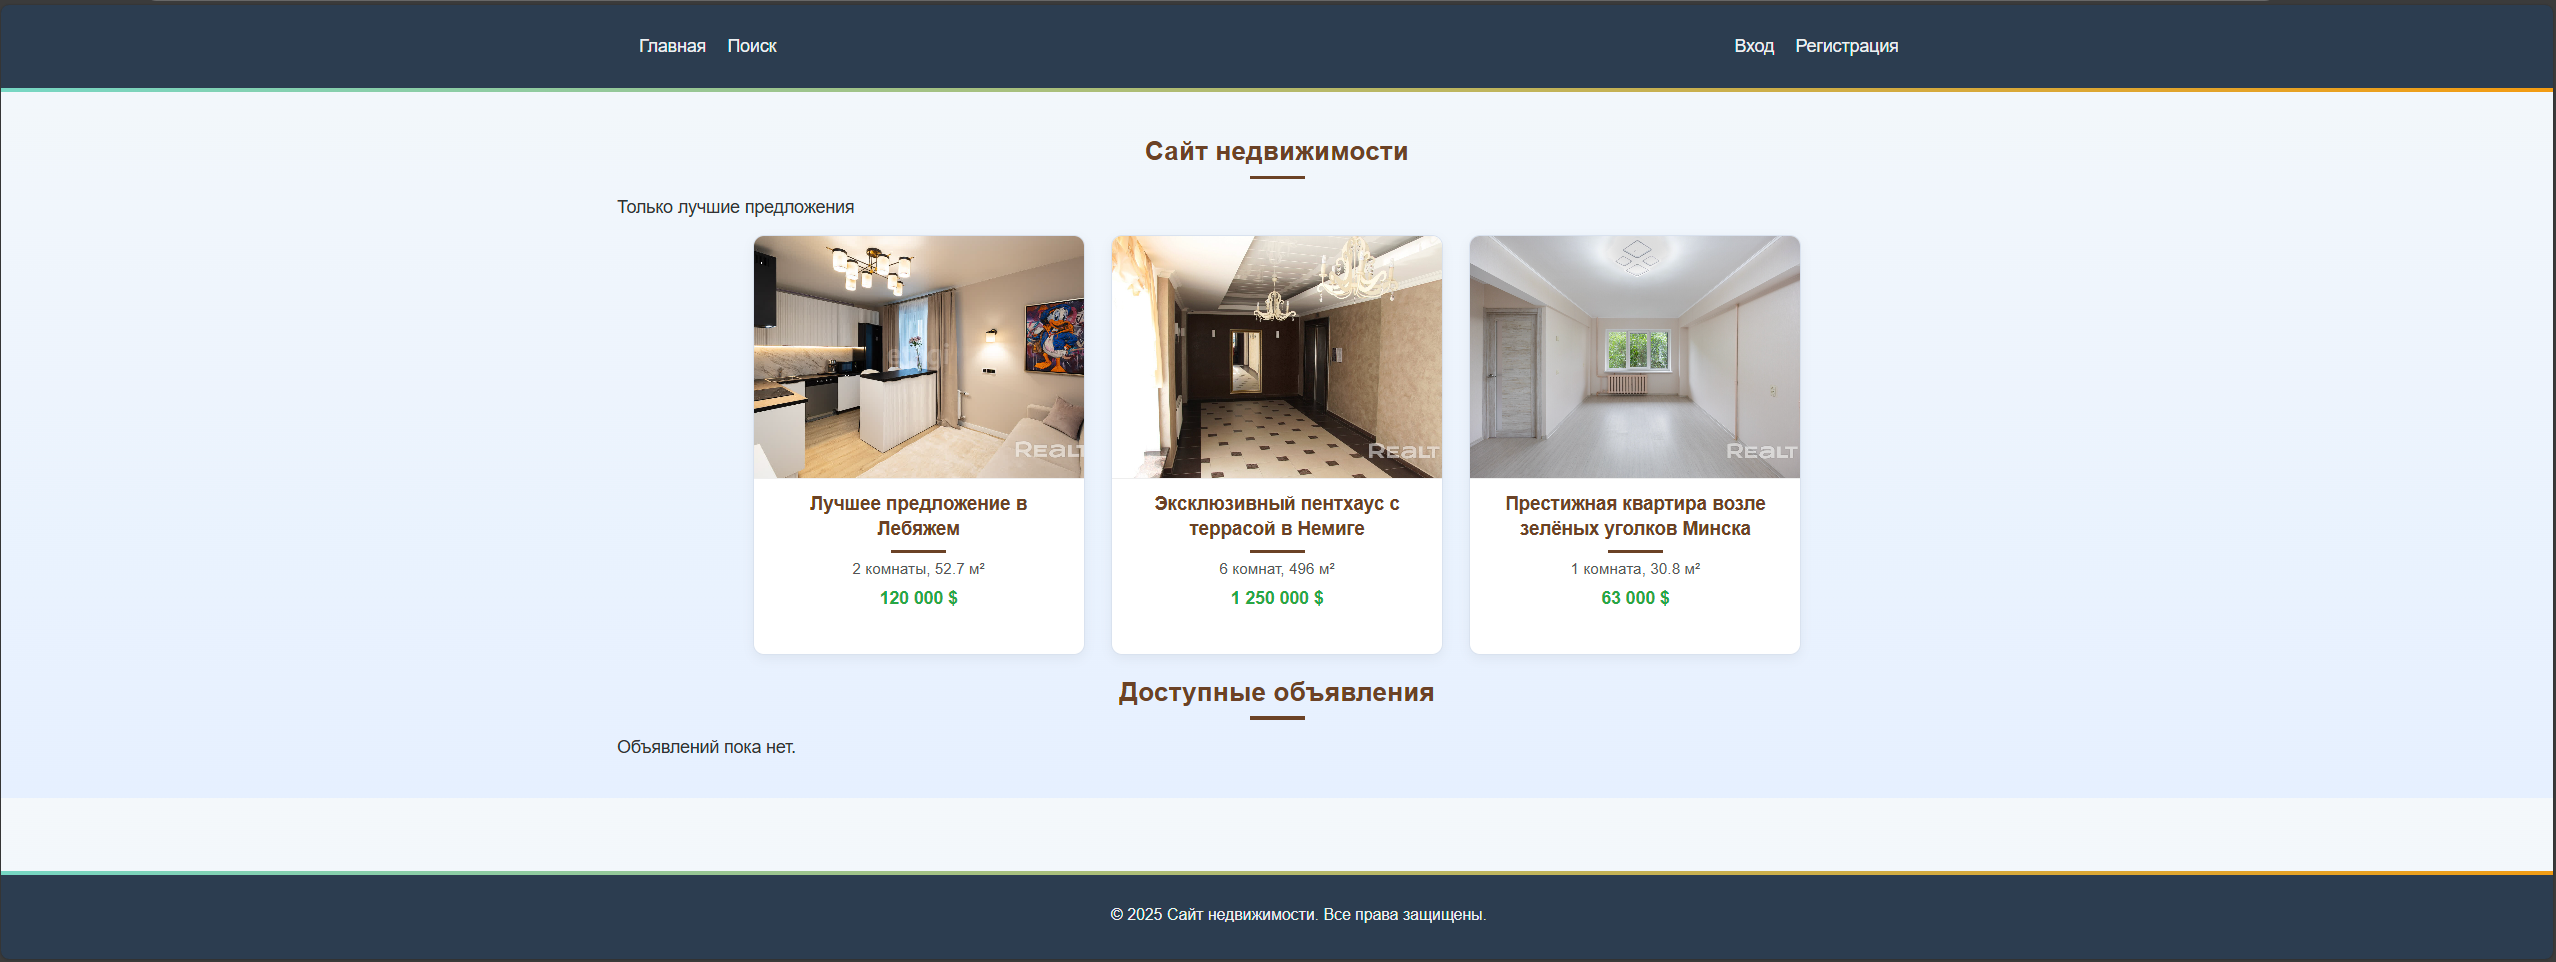 Главная Поиск Вход Регистрация
Сайт недвижимости
Только лучшие предложения
REALT
REALT
REALT
Лучшее предложение в
Лебяжем
2 комнаты, 52.7 м²
120 000 $
Эксклюзивный пентхаус с
террасой в Немиге
6 комнат, 496 м²
1 250 000 $
Престижная квартира возле
зелёных уголков Минска
1 комната, 30.8 м²
63 000 $
Доступные объявления
Объявлений пока нет.
© 2025 Сайт недвижимости. Все права защищены.